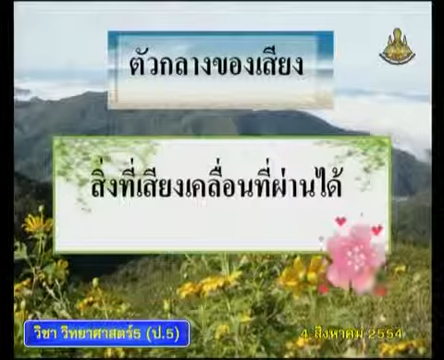 ตัวกลางของเสียง
สิ่งที่เสียงเคลื่อนที่ผ่านได้
วิชา วิทยาศาสตร์5 (ป.5)
4 สิงหาคม 2554